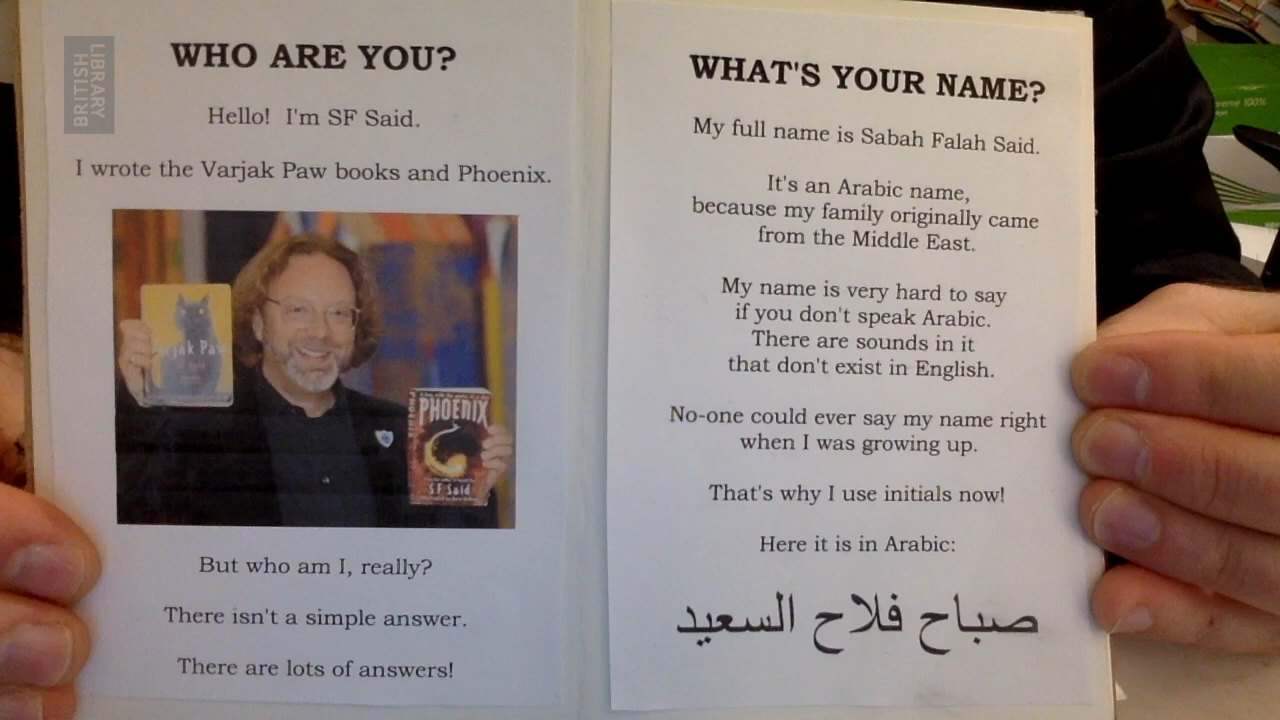 BRITISH
LIBRARY
WHO ARE YOU?
Hello! I'm SF Said.
I wrote the Varjak Paw books and Phoenix.
Varjak Paw
SF Said
PHOENIX
SF Said
But who am I, really?
There isn't a simple answer.
There are lots of answers!
WHAT'S YOUR NAME?
My full name is Sabah Falah Said.
It's an Arabic name,
because my family originally came
from the Middle East.
My name is very hard to say
if you don't speak Arabic.
There are sounds in it
that don't exist in English.
No-one could ever say my name right
when I was growing up.
That's why I use initials now!
Here it is in Arabic:
صباح فلاح السعيد
100%